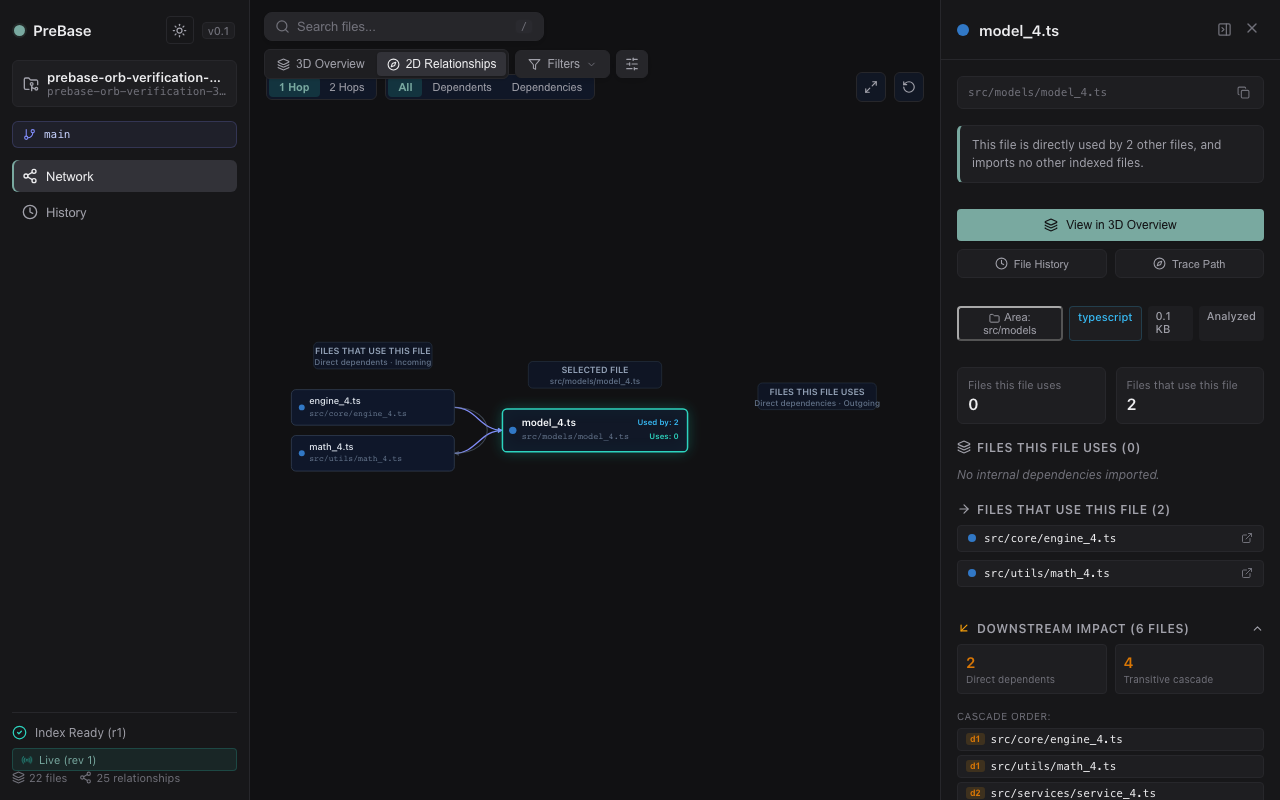 PreBase
v0.1
prebase-orb-verification-...
prebase-orb-verification-3...
main
Network
History
Index Ready (r1)
Live (rev 1)
22 files
25 relationships
Search files...
/
3D Overview
2D Relationships
Filters
1 Hop
2 Hops
All
Dependents
Dependencies
FILES THAT USE THIS FILE
Direct dependents · Incoming
engine_4.ts
src/core/engine_4.ts
math_4.ts
src/utils/math_4.ts
SELECTED FILE
src/models/model_4.ts
model_4.ts
Used by: 2
src/models/model_4.ts
Uses: 0
FILES THIS FILE USES
Direct dependencies · Outgoing
model_4.ts
src/models/model_4.ts
This file is directly used by 2 other files, and
imports no other indexed files.
View in 3D Overview
File History
Trace Path
Area:
src/models
typescript
0.1
KB
Analyzed
Files this file uses
0
Files that use this file
2
FILES THIS FILE USES (0)
No internal dependencies imported.
FILES THAT USE THIS FILE (2)
src/core/engine_4.ts
src/utils/math_4.ts
DOWNSTREAM IMPACT (6 FILES)
2
Direct dependents
4
Transitive cascade
CASCADE ORDER:
d1 src/core/engine_4.ts
d1 src/utils/math_4.ts
d2 src/services/service_4.ts